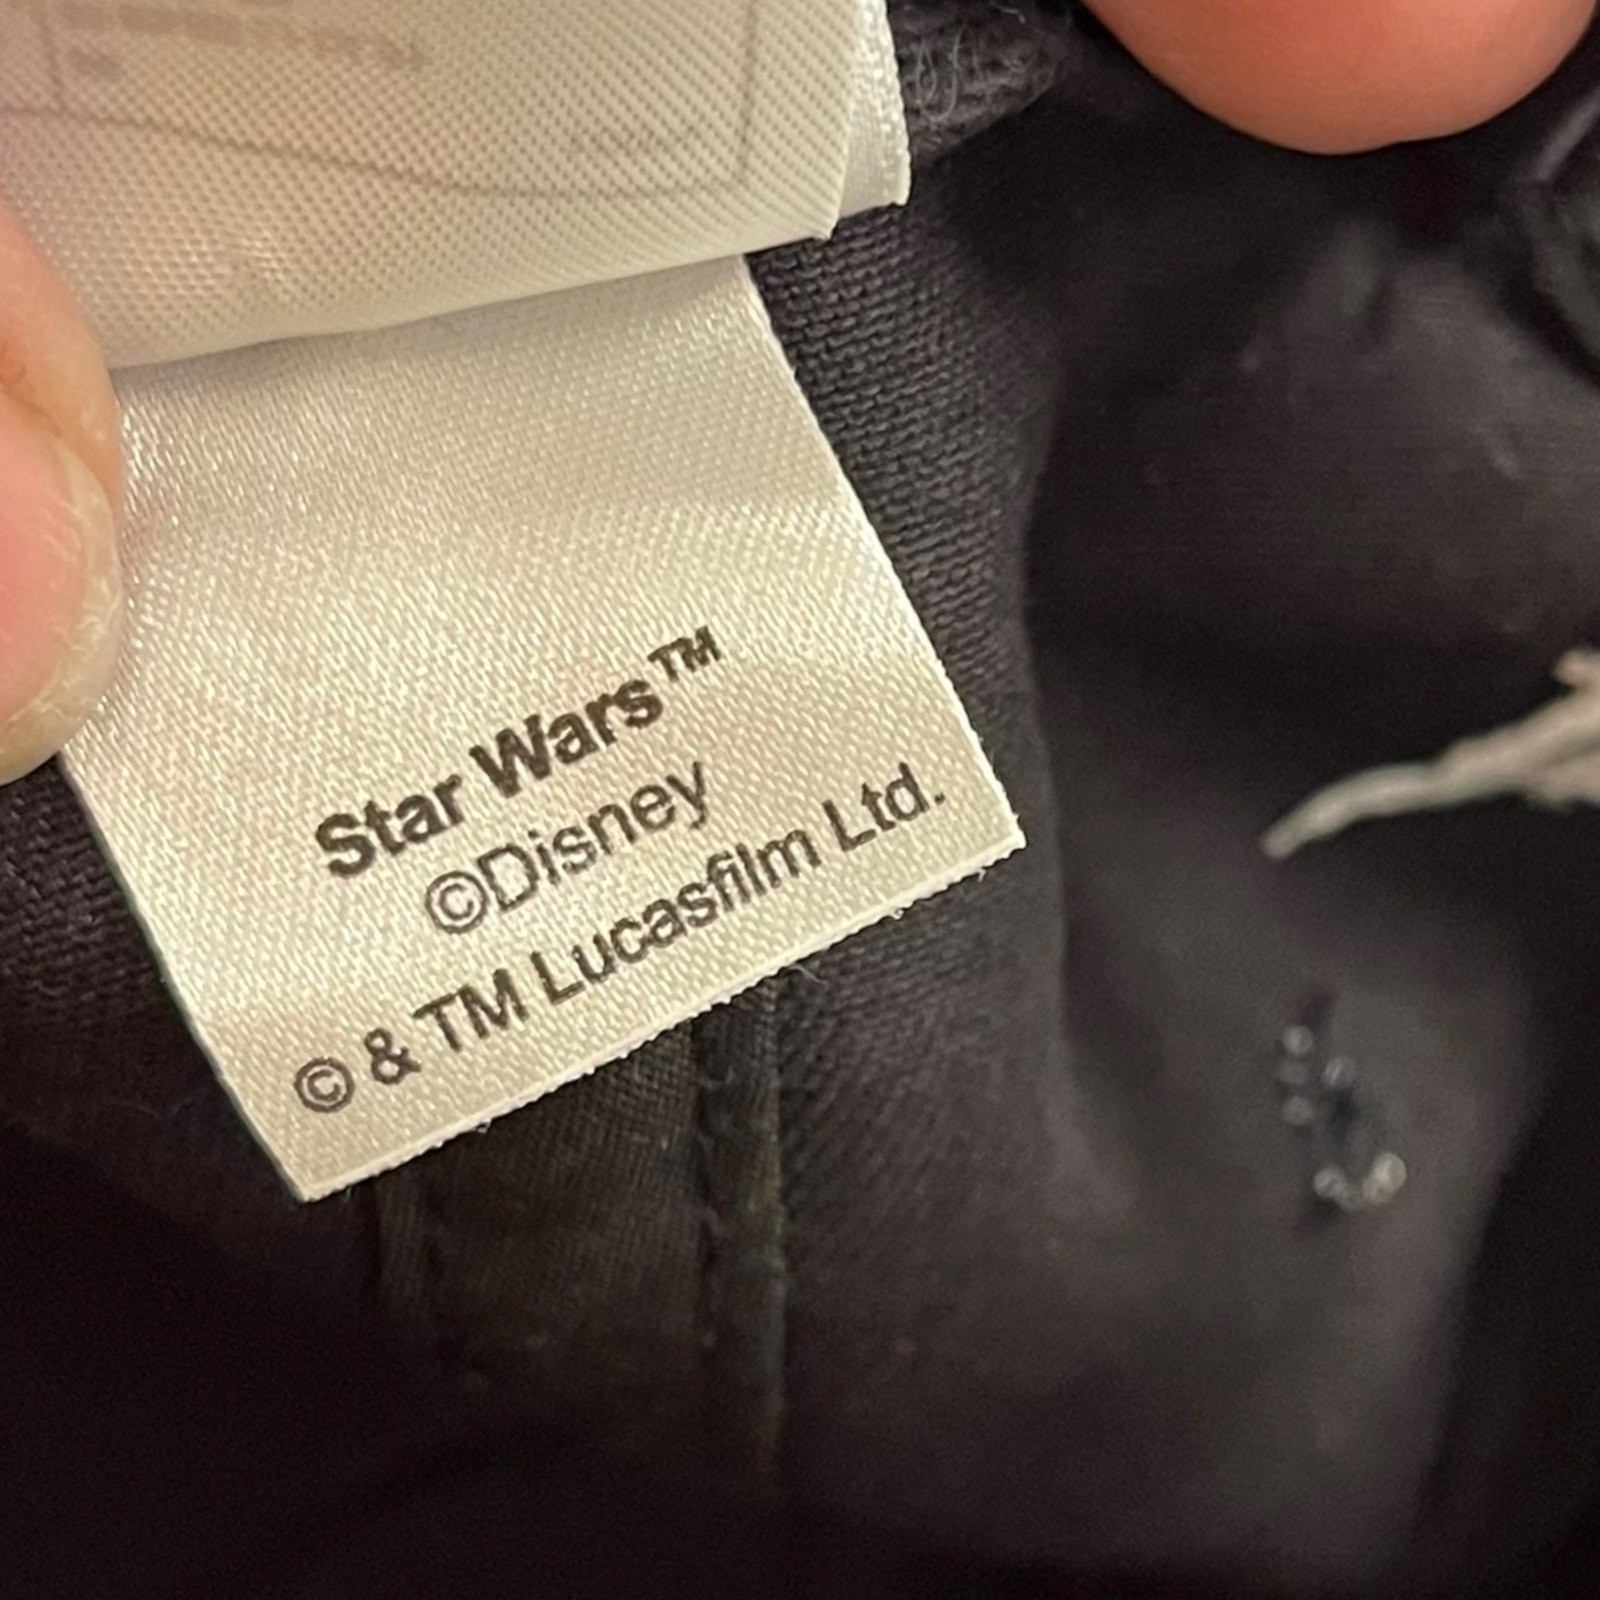 Star Wars™
©Disney
© & TM Lucasfilm Ltd.